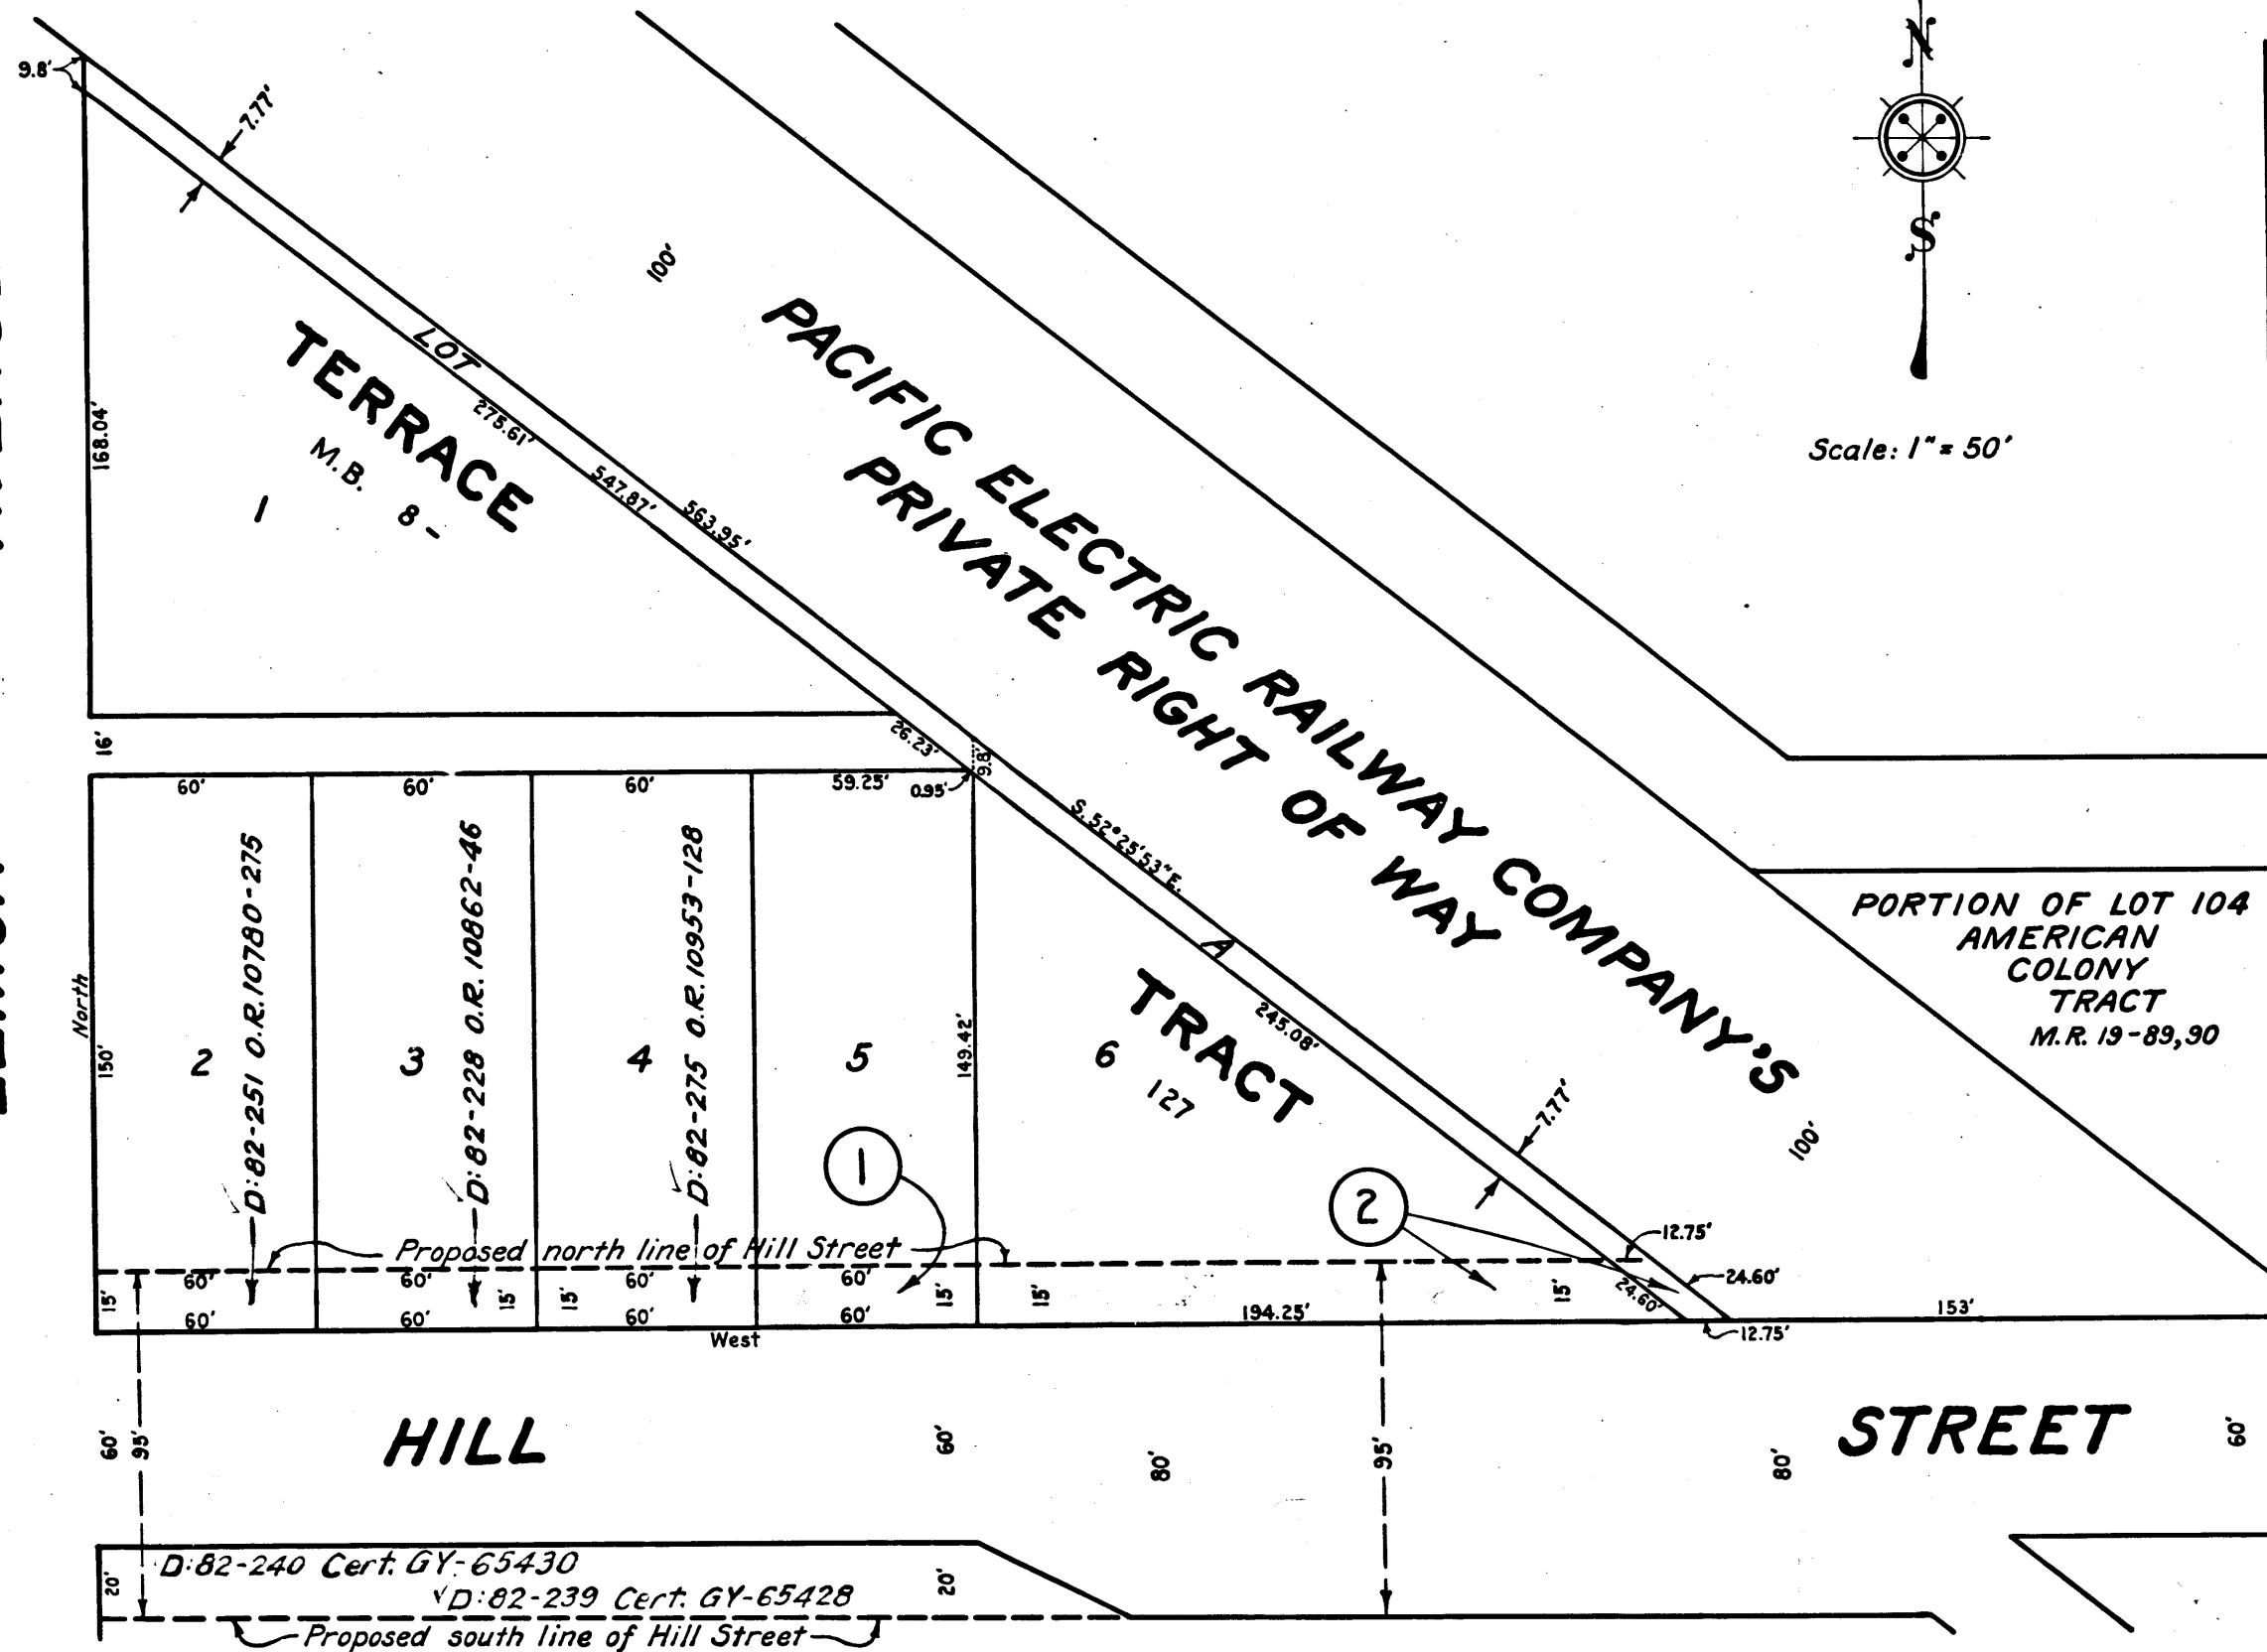 N
S
Scale: 1" = 50'
9.8'
7.77'
LOT
100'
TERRACE
M.B. 8-
1
168.04'
275.61'
547.87'
563.95'
PACIFIC ELECTRIC RAILWAY COMPANY'S
PRIVATE RIGHT OF WAY
16'
26.23'
9.8'
60'
60'
60'
59.25'
0.95'
S. 52°25'53"E.
A
PORTION OF LOT 104
AMERICAN
COLONY
TRACT
M.R. 19-89,90
North
150'
2
D:82-251 O.R.10780-275
3
D:82-228 O.R.10862-46
4
D:82-275 O.R.10953-128
5
149.42'
6
127
TRACT
245.08'
7.77'
100'
1
2
Proposed north line of Hill Street
12.75'
24.60'
24.60'
15'
60'
60'
15'
15'
60'
60'
15'
15'
15'
60'
60'
60'
60'
194.25'
153'
12.75'
West
60'
95'
HILL
60'
80'
95'
80'
STREET
60'
20'
D:82-240 Cert. GY-65430
D:82-239 Cert. GY-65428
20'
Proposed south line of Hill Street